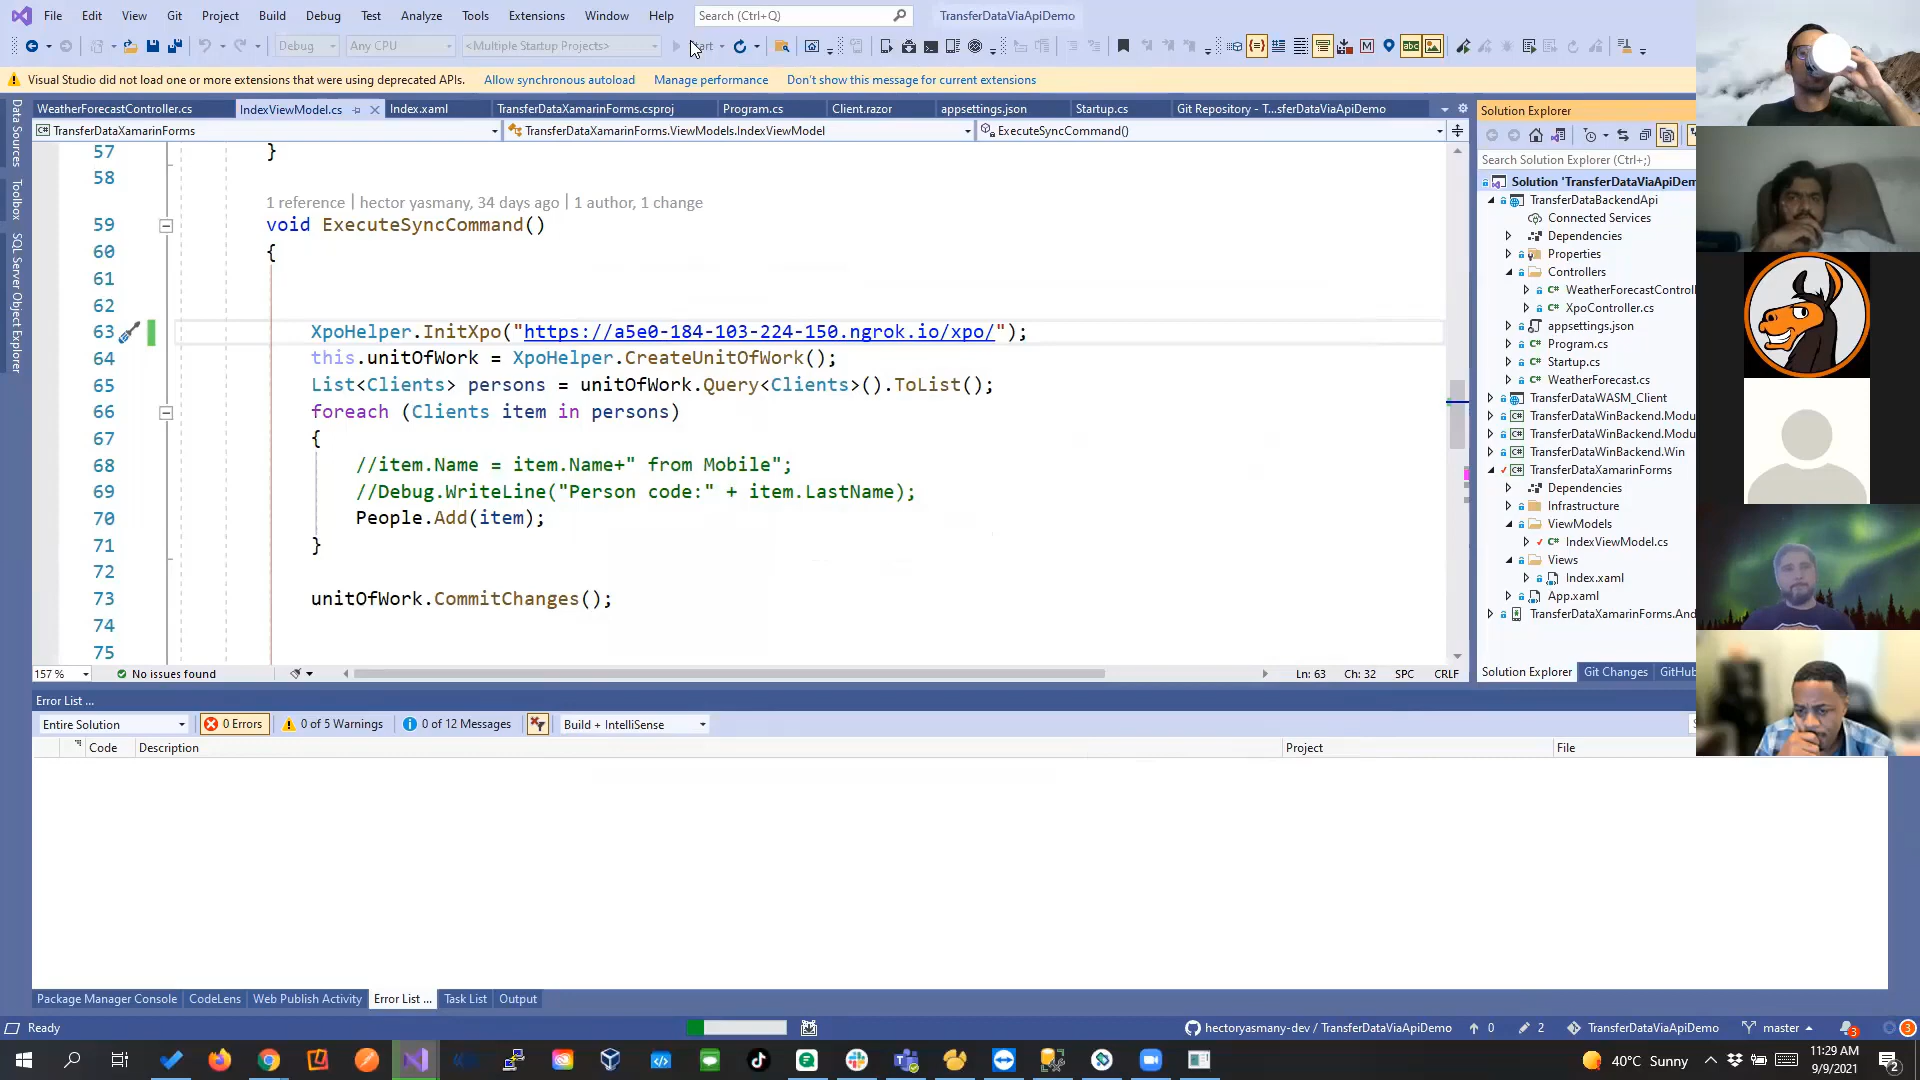 File Edit View Git Project Build Debug Test Analyze Tools Extensions Window Help Search (Ctrl+Q) TransferDataViaApiDemo
Debug Any CPU <Multiple Startup Projects>
Visual Studio did not load one or more extensions that were using deprecated APIs. Allow synchronous autoload Manage performance Don't show this message for current extensions
WeatherForecastController.cs IndexViewModel.cs Index.xaml TransferDataXamarinForms.csproj Program.cs Client.razor appsettings.json Startup.cs Git Repository - T...sferDataViaApiDemo
TransferDataXamarinForms TransferDataXamarinForms.ViewModels.IndexViewModel ExecuteSyncCommand()
Data Sources
Toolbox
SQL Server Object Explorer
57 }
58
1 reference | hector yasmany, 34 days ago | 1 author, 1 change
59 void ExecuteSyncCommand()
60 {
61
62
63 XpoHelper.InitXpo("https://a5e0-184-103-224-150.ngrok.io/xpo/");
64 this.unitOfWork = XpoHelper.CreateUnitOfWork();
65 List<Clients> persons = unitOfWork.Query<Clients>().ToList();
66 foreach (Clients item in persons)
67 {
68 //item.Name = item.Name+" from Mobile";
69 //Debug.WriteLine("Person code:" + item.LastName);
70 People.Add(item);
71 }
72
73 unitOfWork.CommitChanges();
74
75
157 % No issues found Ln: 63 Ch: 32 SPC CRLF
Solution Explorer
Search Solution Explorer (Ctrl+;)
Solution 'TransferDataViaApiDem
TransferDataBackendApi
Connected Services
Dependencies
Properties
Controllers
WeatherForecastControll
XpoController.cs
appsettings.json
Program.cs
Startup.cs
WeatherForecast.cs
TransferDataWASM_Client
TransferDataWinBackend.Modu
TransferDataWinBackend.Modu
TransferDataWinBackend.Win
TransferDataXamarinForms
Dependencies
Infrastructure
ViewModels
IndexViewModel.cs
Views
Index.xaml
App.xaml
TransferDataXamarinForms.And
Solution Explorer Git Changes GitHub
Error List ...
Entire Solution 0 Errors 0 of 5 Warnings 0 of 12 Messages Build + IntelliSense
Code Description Project File
Package Manager Console CodeLens Web Publish Activity Error List ... Task List Output
Ready hectoryasmany-dev / TransferDataViaApiDemo 0 2 TransferDataViaApiDemo master 3 3
40°C Sunny 11:29 AM
9/9/2021 2